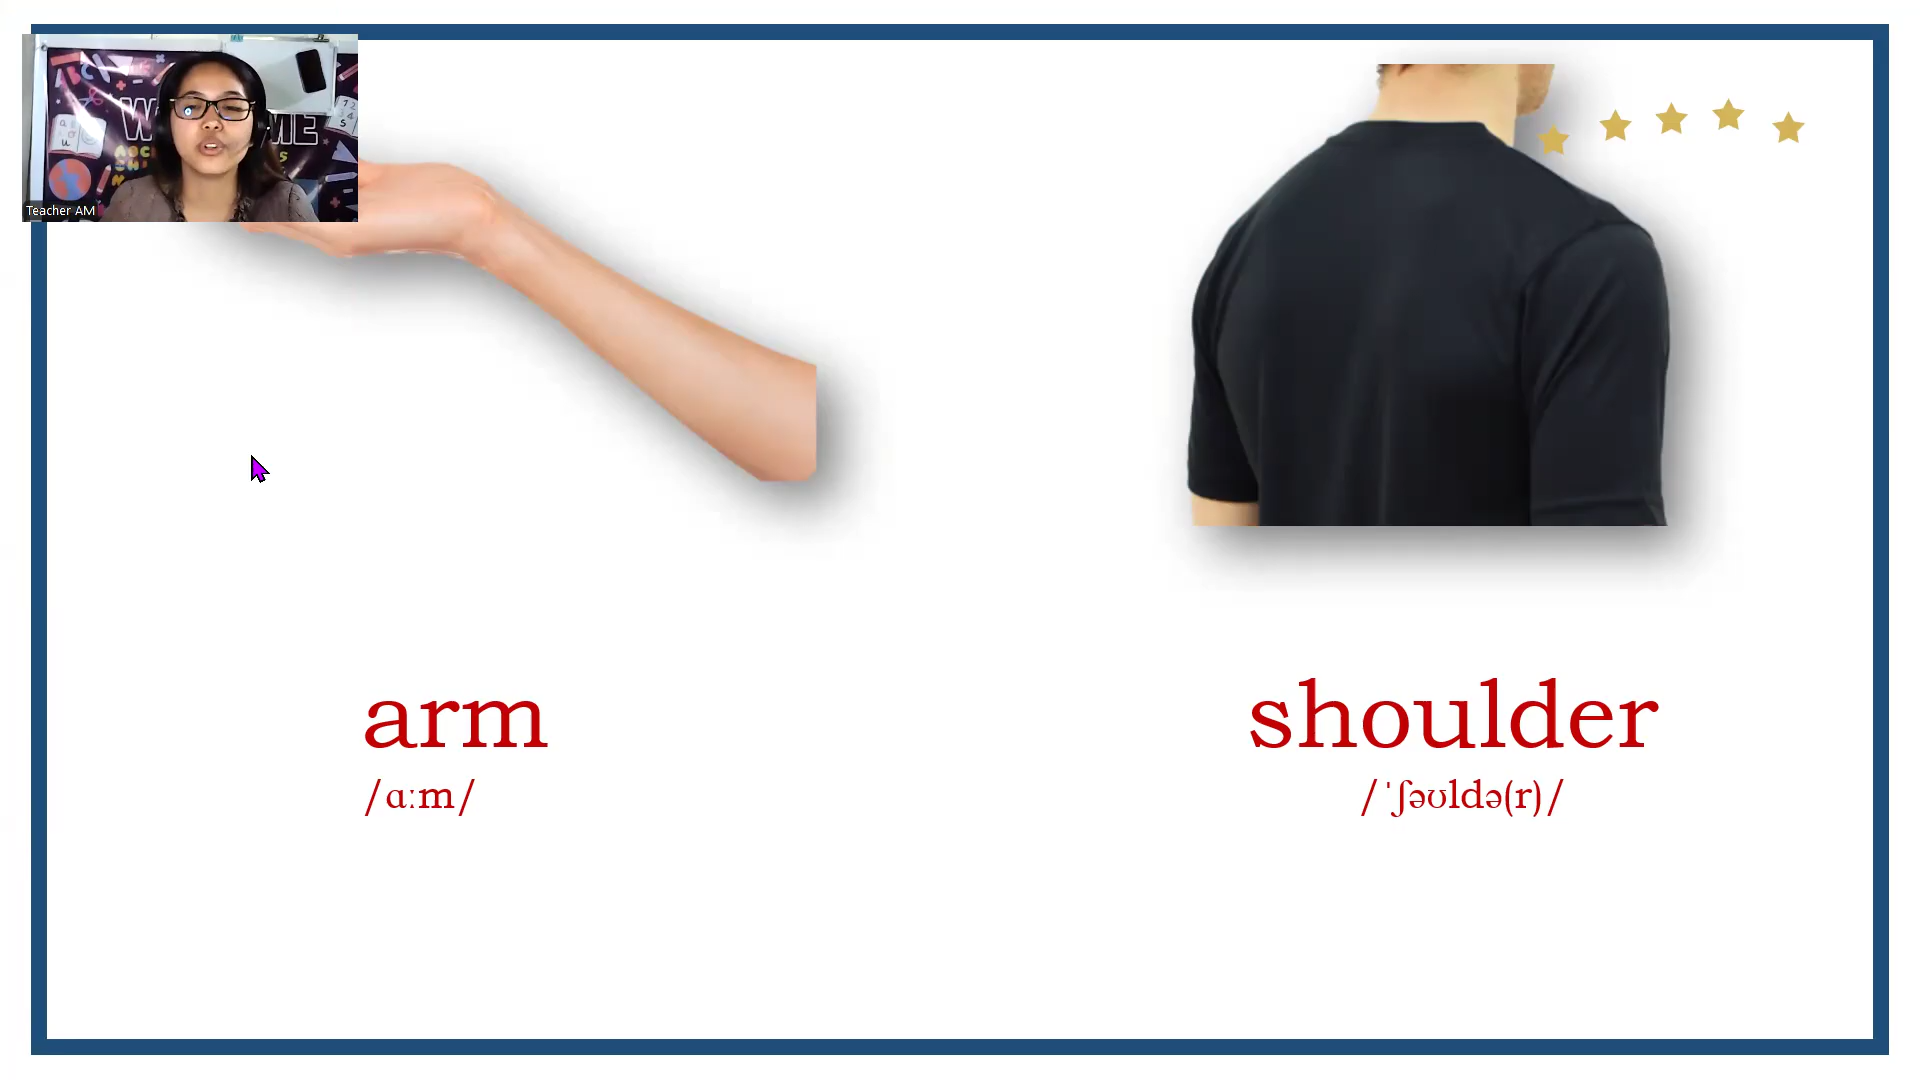 Teacher AM
arm
/ɑːm/
shoulder
/ˈʃəʊldə(r)/